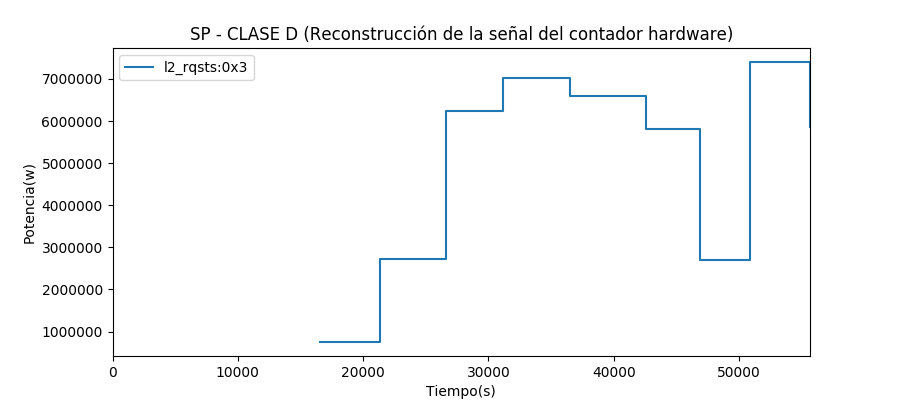 SP - CLASE D (Reconstrucción de la señal del contador hardware)
l2_rqsts:0x3
7000000
6000000
5000000
4000000
3000000
2000000
1000000
Potencia(w)
0 10000 20000 30000 40000 50000
Tiempo(s)